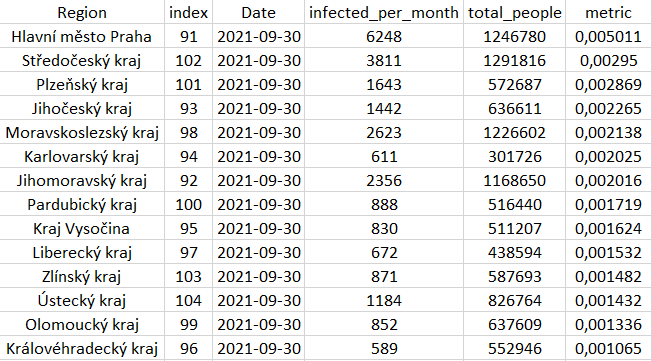 Region index Date infected_per_month total_people metric
Hlavní město Praha 91 2021-09-30 6248 1246780 0,005011
Středočeský kraj 102 2021-09-30 3811 1291816 0,00295
Plzeňský kraj 101 2021-09-30 1643 572687 0,002869
Jihočeský kraj 93 2021-09-30 1442 636611 0,002265
Moravskoslezský kraj 98 2021-09-30 2623 1226602 0,002138
Karlovarský kraj 94 2021-09-30 611 301726 0,002025
Jihomoravský kraj 92 2021-09-30 2356 1168650 0,002016
Pardubický kraj 100 2021-09-30 888 516440 0,001719
Kraj Vysočina 95 2021-09-30 830 511207 0,001624
Liberecký kraj 97 2021-09-30 672 438594 0,001532
Zlínský kraj 103 2021-09-30 871 587693 0,001482
Ústecký kraj 104 2021-09-30 1184 826764 0,001432
Olomoucký kraj 99 2021-09-30 852 637609 0,001336
Královéhradecký kraj 96 2021-09-30 589 552946 0,001065